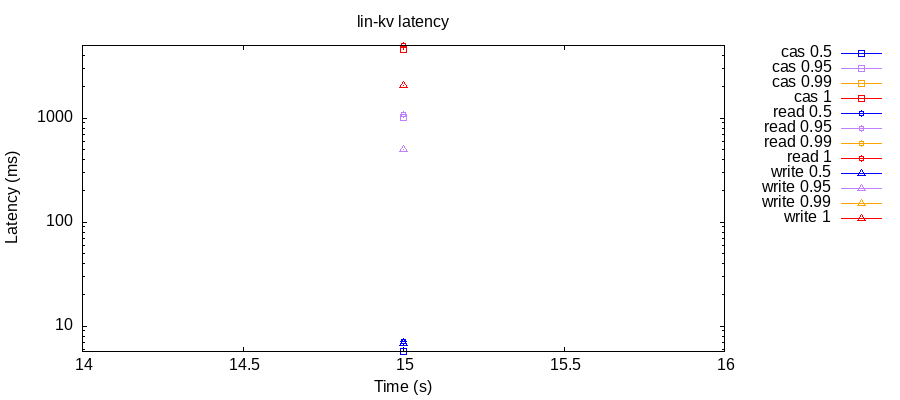 lin-kv latency
cas 0.5
cas 0.95
cas 0.99
cas 1
read 0.5
read 0.95
read 0.99
read 1
write 0.5
write 0.95
write 0.99
write 1
Latency (ms)
1000
100
10
14
14.5
15
15.5
16
Time (s)